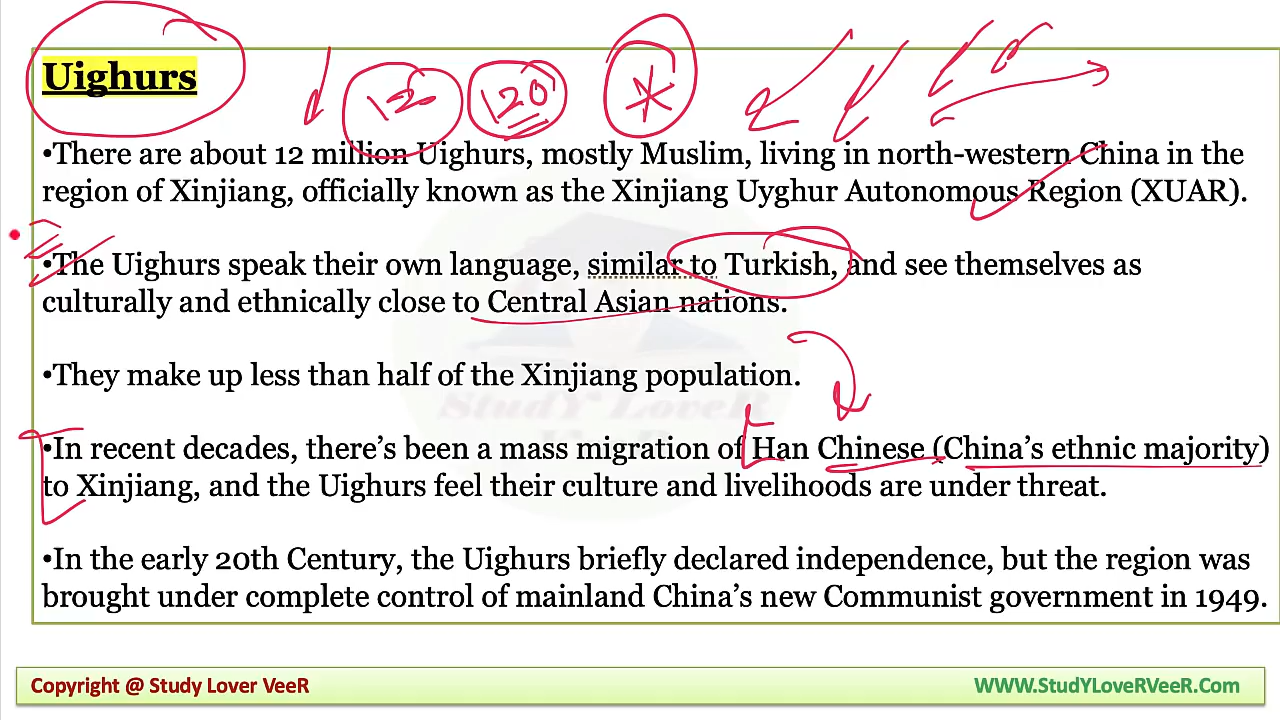 Uighurs
120
120
•There are about 12 million Uighurs, mostly Muslim, living in north-western China in the
region of Xinjiang, officially known as the Xinjiang Uyghur Autonomous Region (XUAR).
•The Uighurs speak their own language, similar to Turkish, and see themselves as
culturally and ethnically close to Central Asian nations.
•They make up less than half of the Xinjiang population.
StudY LoveR
•In recent decades, there’s been a mass migration of Han Chinese (China’s ethnic majority)
to Xinjiang, and the Uighurs feel their culture and livelihoods are under threat.
•In the early 20th Century, the Uighurs briefly declared independence, but the region was
brought under complete control of mainland China’s new Communist government in 1949.
Copyright @ Study Lover VeeR
WWW.StudYLoveRVeeR.Com